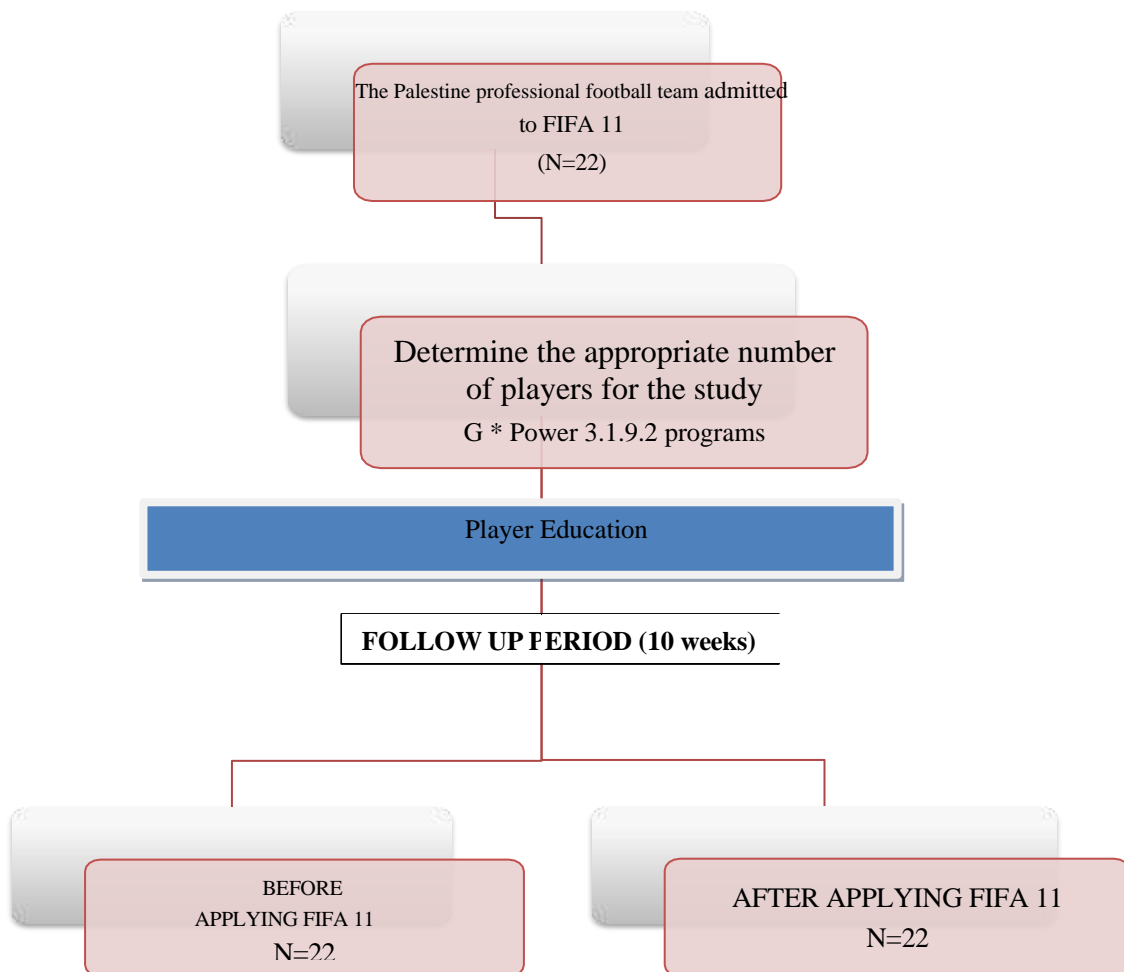 The Palestine professional football team admitted
to FIFA 11
(N=22)
Determine the appropriate number
of players for the study
G * Power 3.1.9.2 programs
Player Education
FOLLOW UP PERIOD (10 weeks)
BEFORE
APPLYING FIFA 11
N=22
AFTER APPLYING FIFA 11
N=22